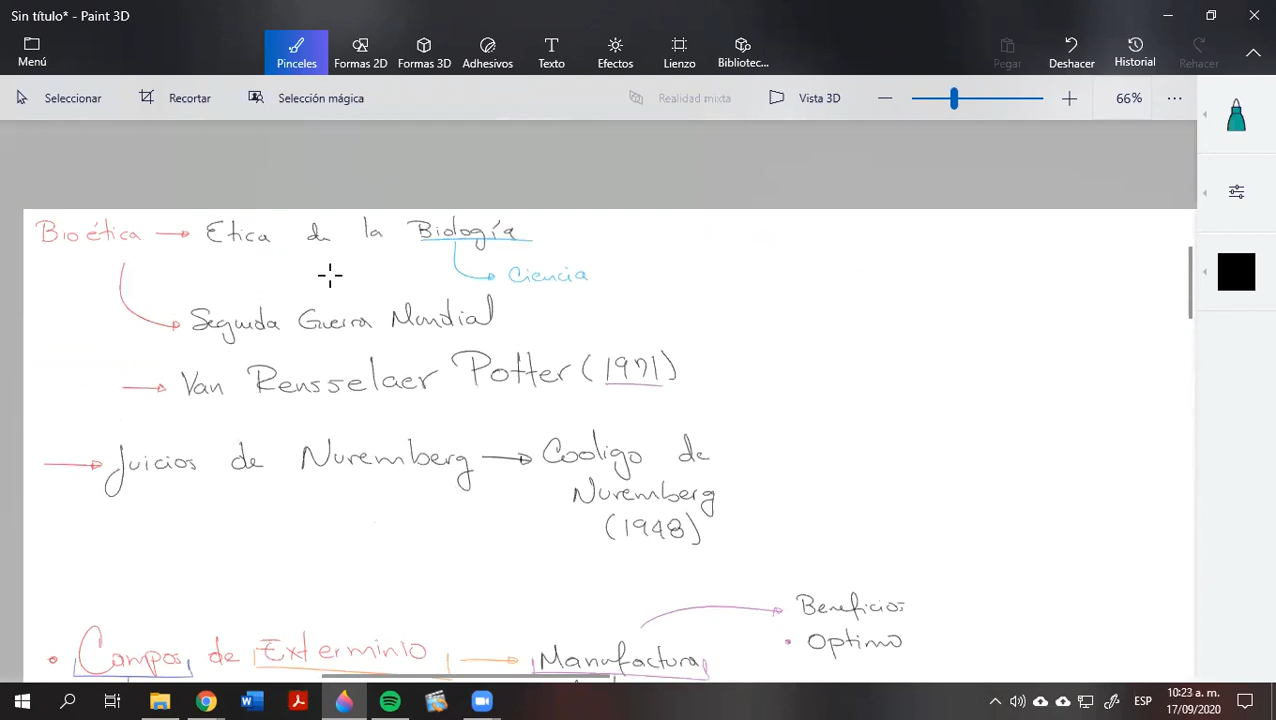 Sin título* - Paint 3D
Menú
Pinceles
Formas 2D
Formas 3D
Adhesivos
Texto
Efectos
Lienzo
Bibliotec...
Pegar
Deshacer
Historial
Rehacer
Seleccionar
Recortar
Selección mágica
Realidad mixta
Vista 3D
66%
Bioética → Etica de la Biología
Ciencia
Segunda Guerra Mundial
Van Rensselaer Potter (1971)
Juicios de Nuremberg → Codigo de
Nuremberg
(1948)
Beneficios
• Optimo
• Campos de Exterminio → Manufactura
ESP
10:23 a. m.
17/09/2020